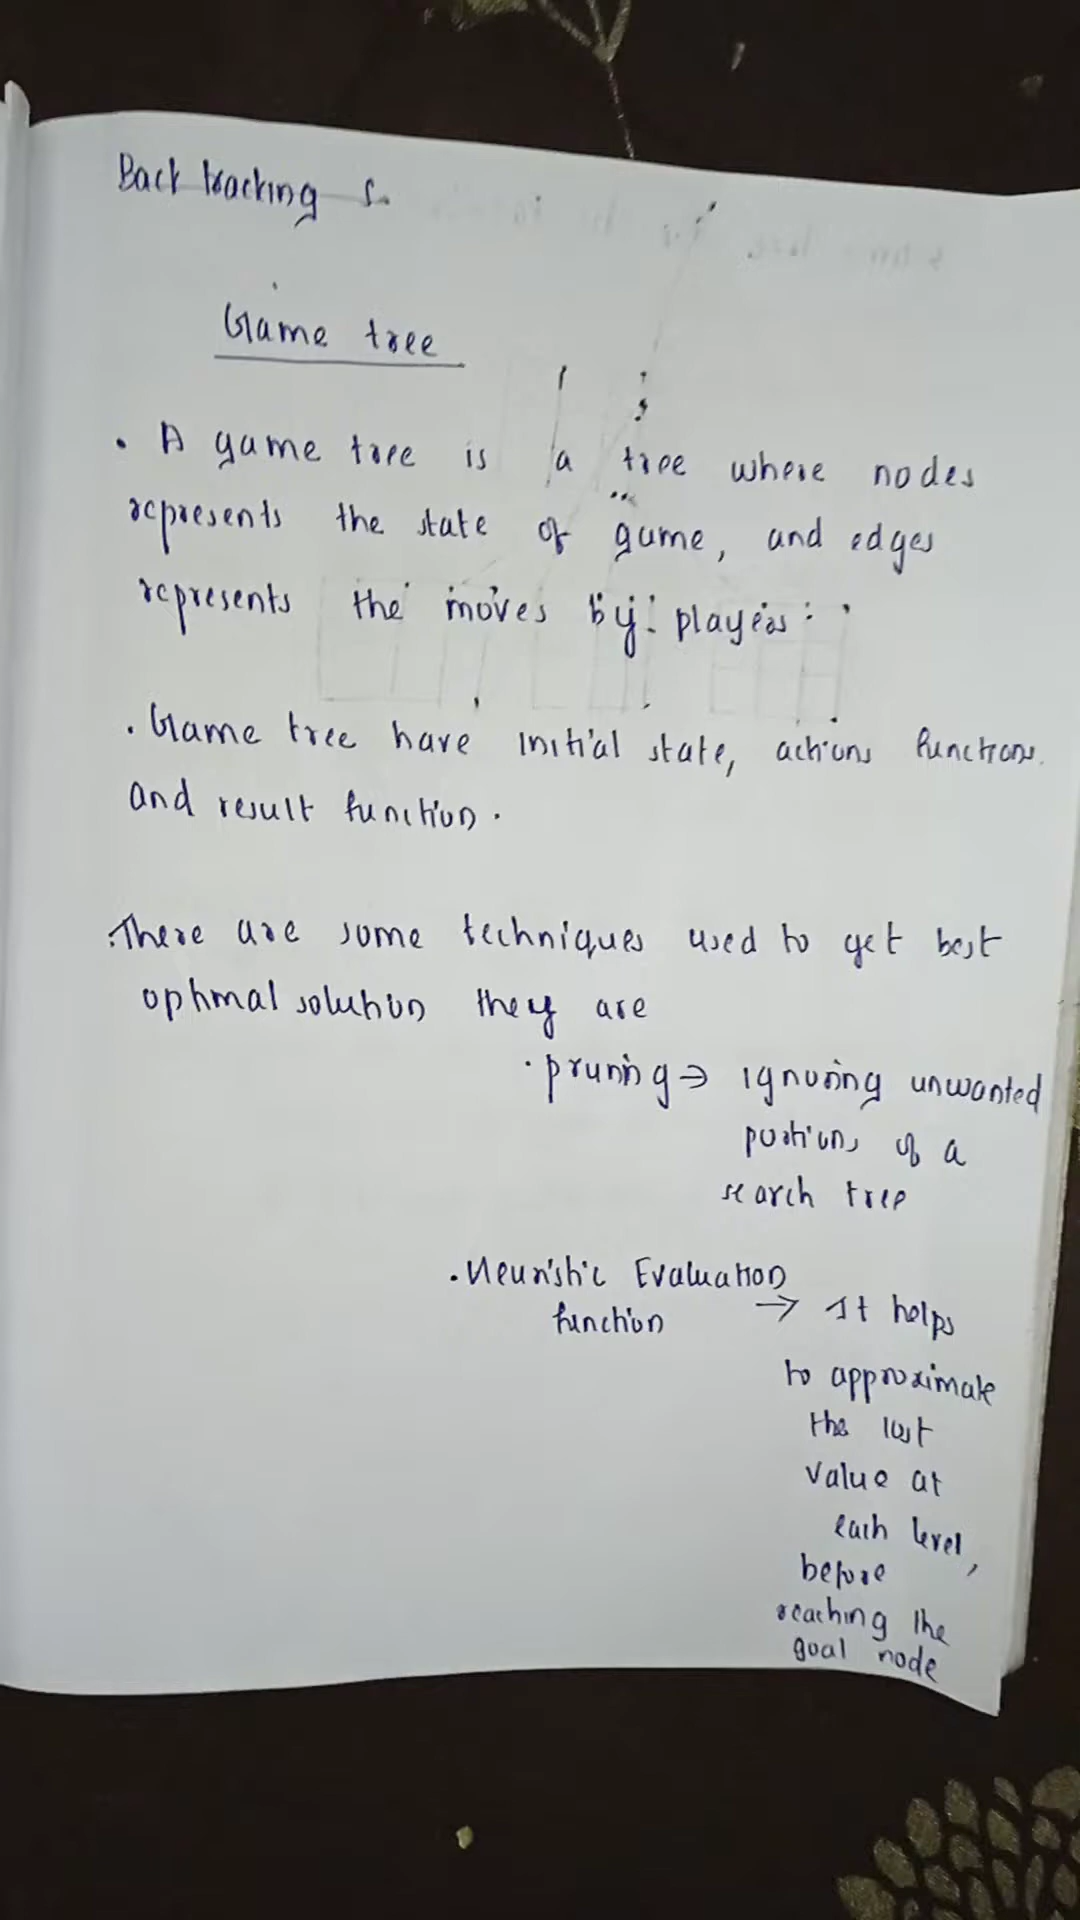 Back tracking
Game tree
. A game tree is a tree where nodes
represents the state of game, and edges
represents the moves by players.
. Game tree have initial state, actions functions.
and result function.
.There are some techniques used to get best
optimal solution they are
. pruning → ignoring unwanted
portions of a
search tree
. Heuristic Evaluation
function → It helps
to approximate
the
value at
each level,
before
reaching the
goal node